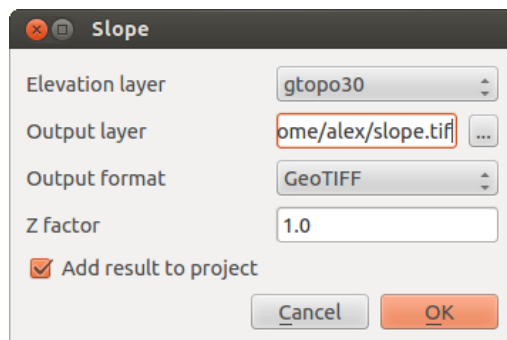 Slope
Elevation layer gtopo30
Output layer ome/alex/slope.tif ...
Output format GeoTIFF
Z factor 1.0
Add result to project
Cancel OK